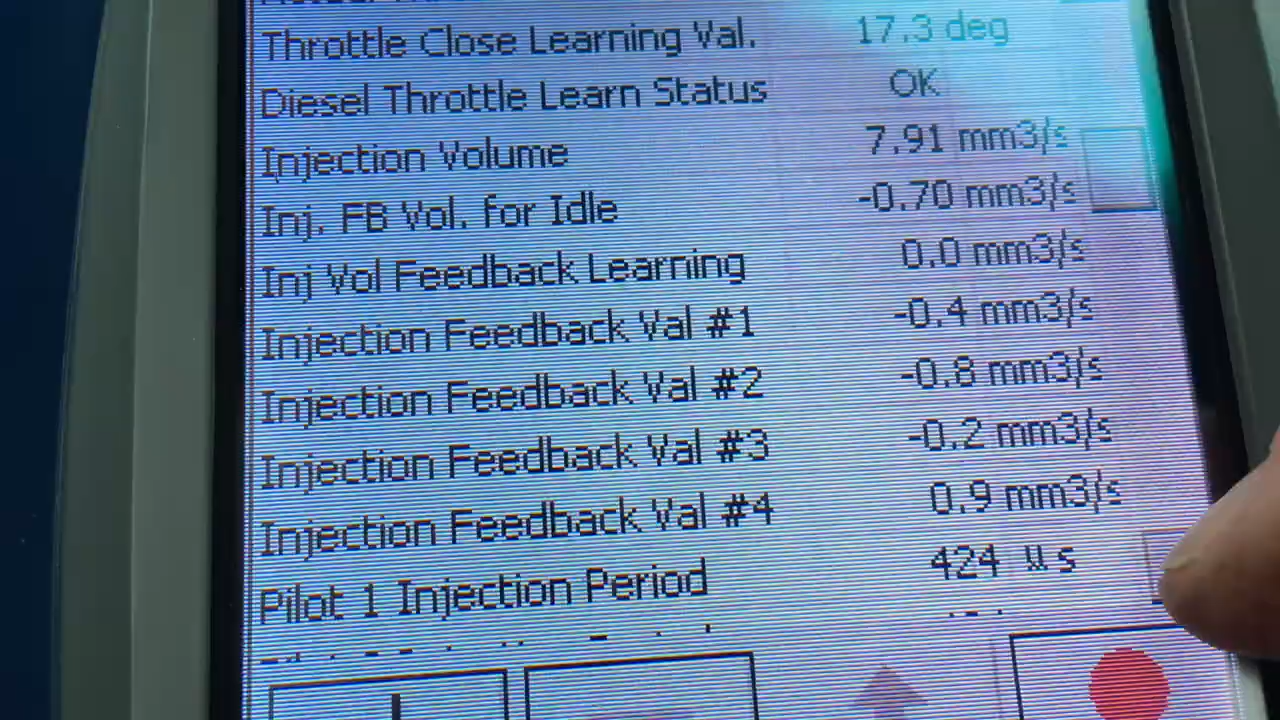 Throttle Close Learning Val. 17.3 deg
Diesel Throttle Learn Status OK
Injection Volume 7.91 mm3/s
Inj. FB Vol. for Idle -0.70 mm3/s
Inj Vol Feedback Learning 0.0 mm3/s
Injection Feedback Val #1 -0.4 mm3/s
Injection Feedback Val #2 -0.8 mm3/s
Injection Feedback Val #3 -0.2 mm3/s
Injection Feedback Val #4 0.9 mm3/s
Pilot 1 Injection Period 424 µs